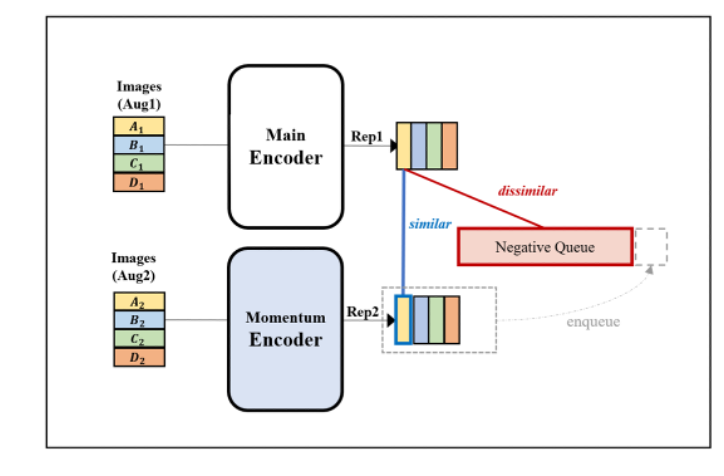 Images
(Aug1)
A₁
B₁
C₁
D₁
Main
Encoder
Rep1
dissimilar
similar
Negative Queue
Images
(Aug2)
A₂
B₂
C₂
D₂
Momentum
Encoder
Rep2
enqueue